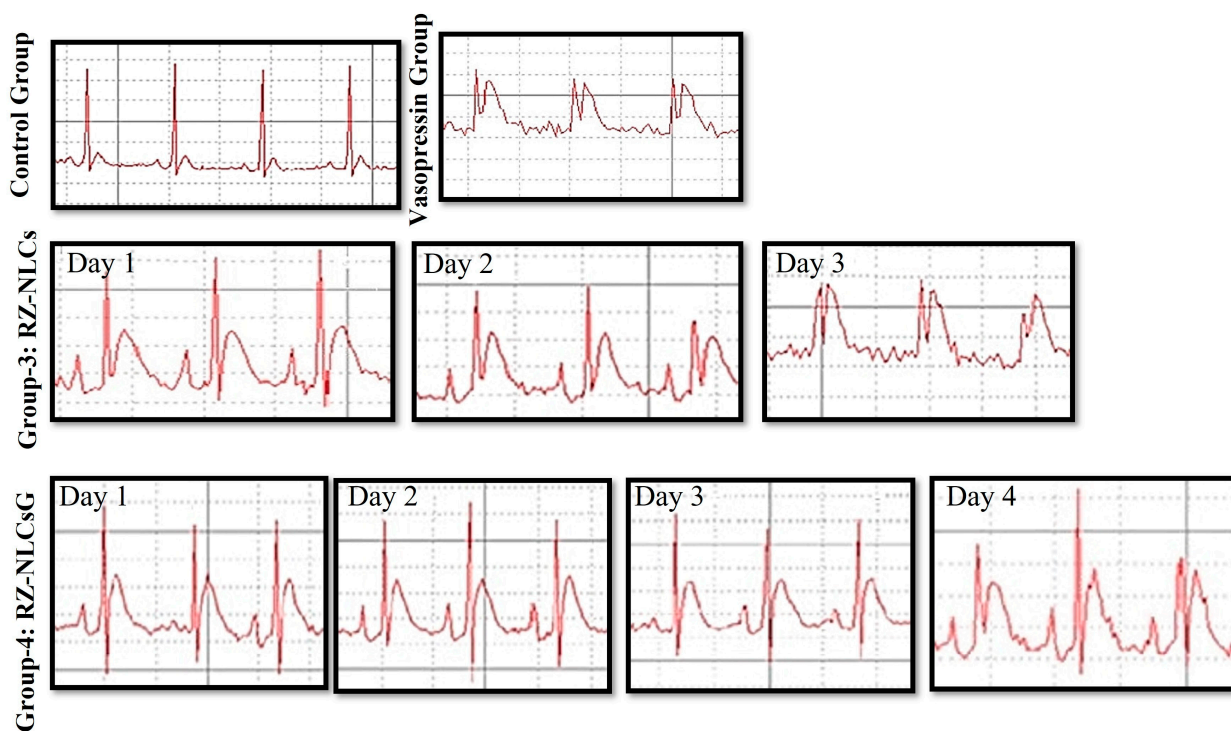 Control Group
Vasopressin Group
Group-3: RZ-NLCs
Day 1
Day 2
Day 3
Group-4: RZ-NLCsG
Day 1
Day 2
Day 3
Day 4